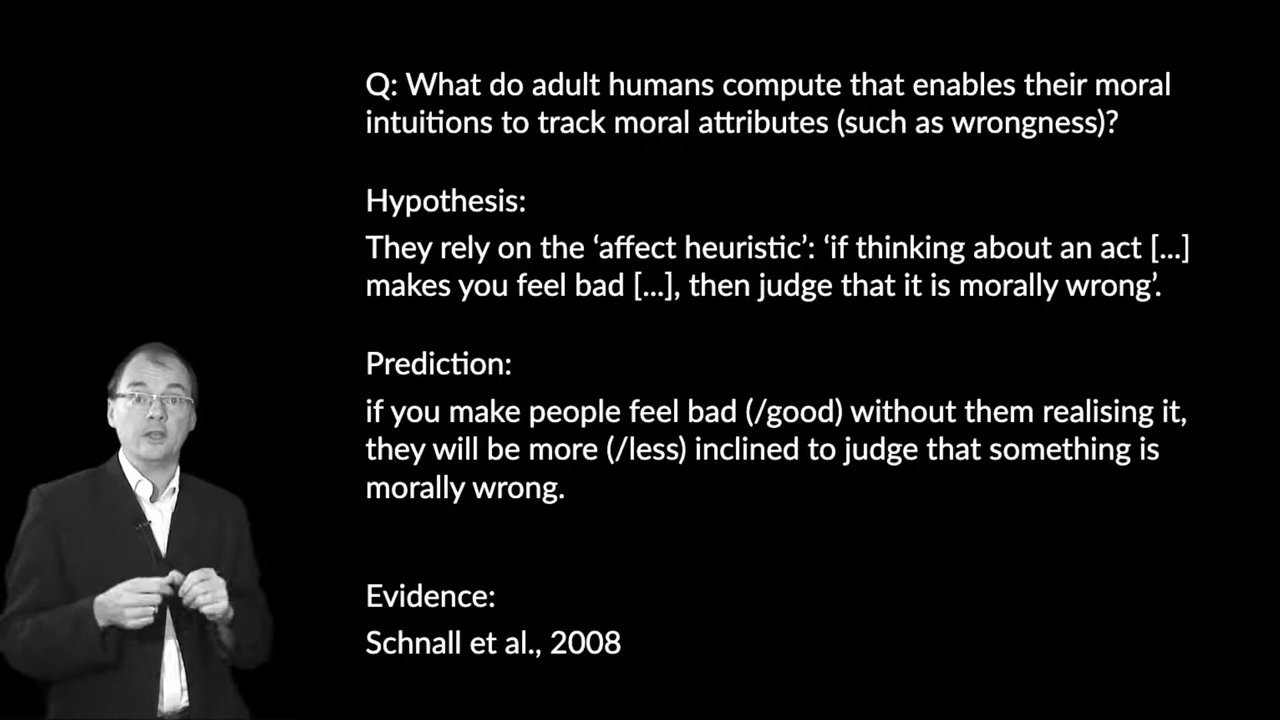 Q: What do adult humans compute that enables their moral
intuitions to track moral attributes (such as wrongness)?
Hypothesis:
They rely on the ‘affect heuristic’: ‘if thinking about an act [...]
makes you feel bad [...], then judge that it is morally wrong’.
Prediction:
if you make people feel bad (/good) without them realising it,
they will be more (/less) inclined to judge that something is
morally wrong.
Evidence:
Schnall et al., 2008